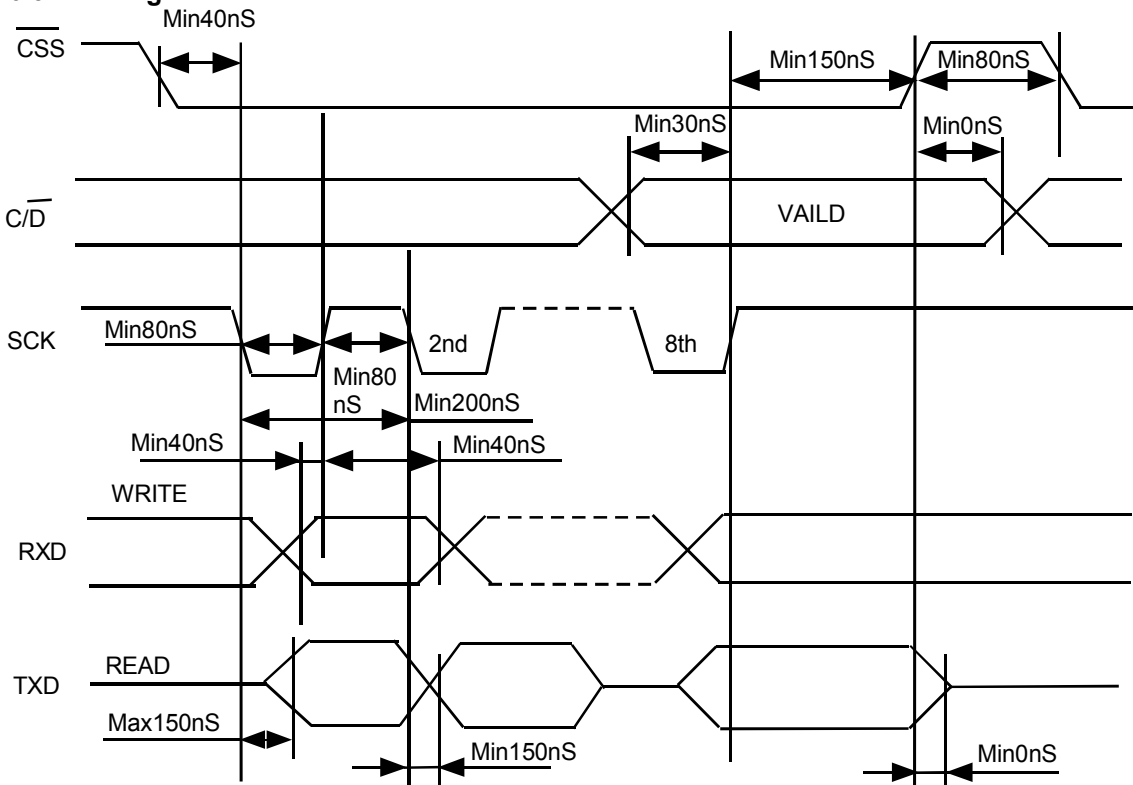 Min40nS
CSS
Min150nS
Min80nS
Min30nS
Min0nS
C/D
VAILD
SCK
Min80nS
2nd
8th
Min80
nS
Min200nS
Min40nS
Min40nS
WRITE
RXD
READ
TXD
Max150nS
Min150nS
Min0nS